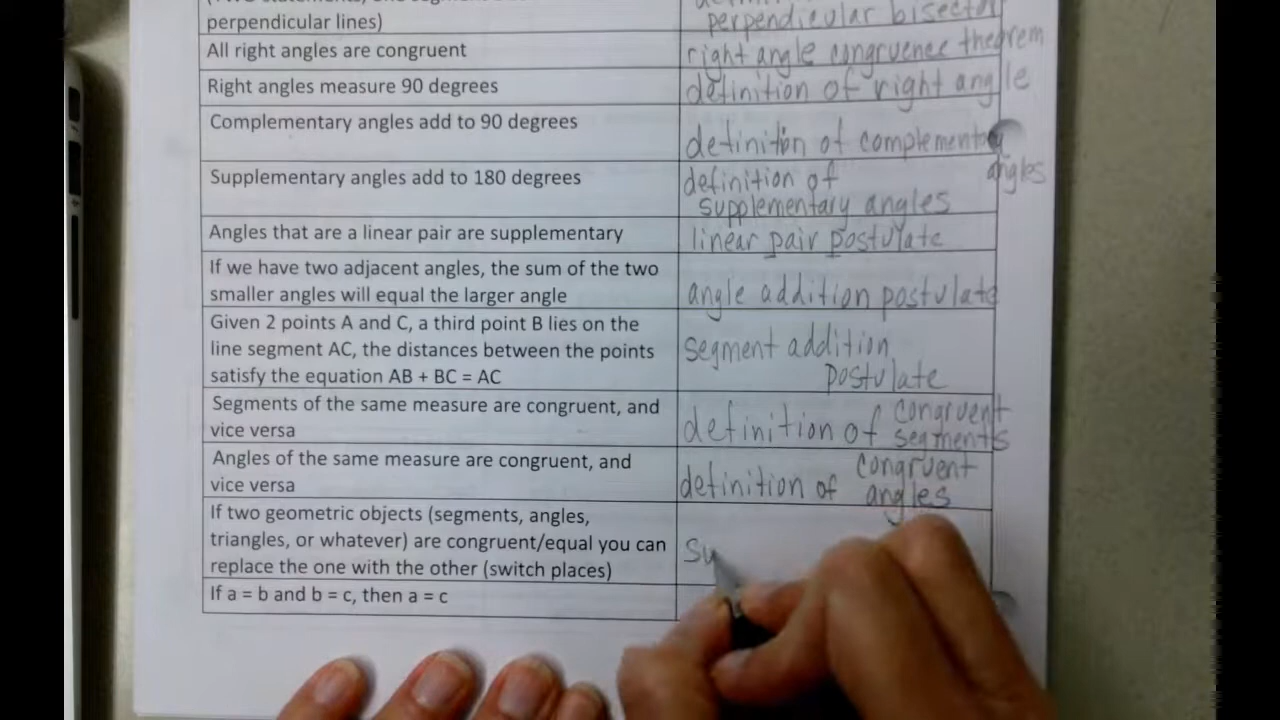 perpendicular lines)
perpendicular bisector
All right angles are congruent
right angle congruence theorem
Right angles measure 90 degrees
definition of right angle
Complementary angles add to 90 degrees
definition of complementary
angles
Supplementary angles add to 180 degrees
definition of
supplementary angles
Angles that are a linear pair are supplementary
linear pair postulate
If we have two adjacent angles, the sum of the two
smaller angles will equal the larger angle
angle addition postulate
Given 2 points A and C, a third point B lies on the
line segment AC, the distances between the points
satisfy the equation AB + BC = AC
segment addition
postulate
Segments of the same measure are congruent, and
vice versa
definition of congruent
segments
Angles of the same measure are congruent, and
vice versa
definition of congruent
angles
If two geometric objects (segments, angles,
triangles, or whatever) are congruent/equal you can
replace the one with the other (switch places)
Su
If a = b and b = c, then a = c